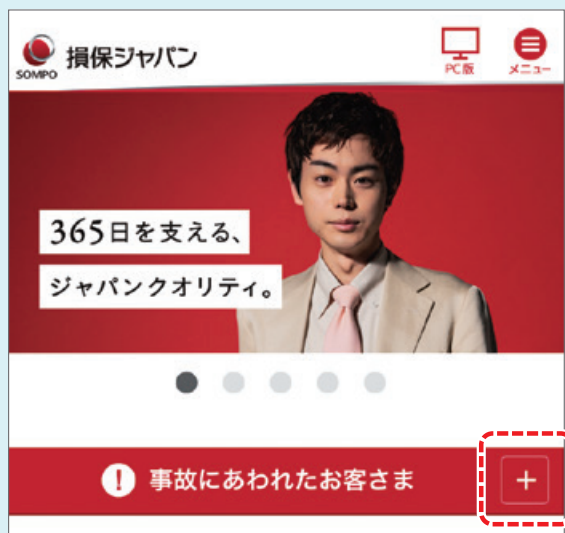 SOMPO
損保ジャパン
PC版
メニュー
365日を支える、
ジャパンクオリティ。
! 事故にあわれたお客さま +